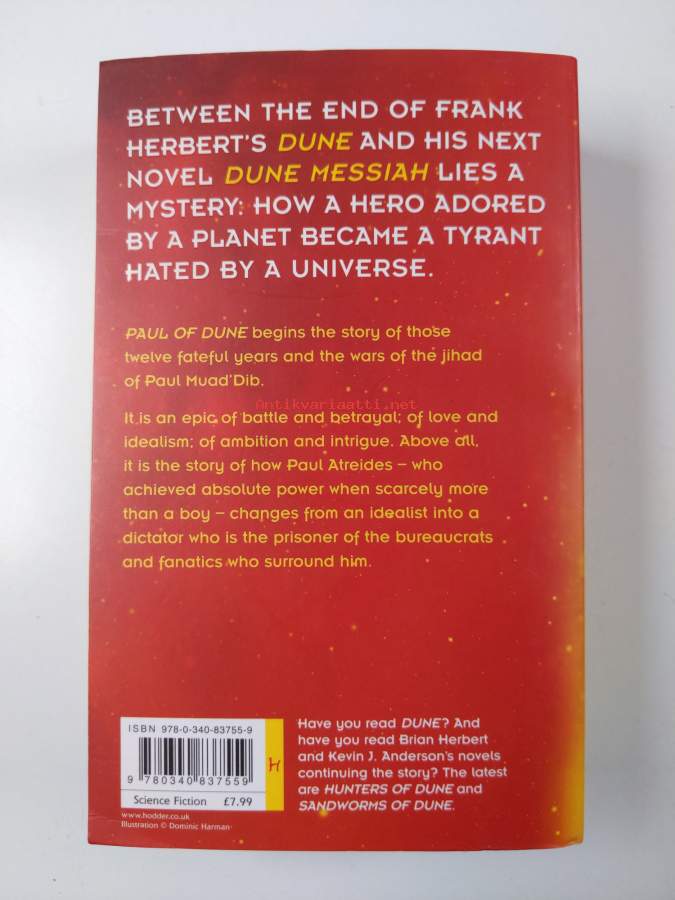 BETWEEN THE END OF FRANK
HERBERT'S DUNE AND HIS NEXT
NOVEL DUNE MESSIAH LIES A
MYSTERY: HOW A HERO ADORED
BY A PLANET BECAME A TYRANT
HATED BY A UNIVERSE.
PAUL OF DUNE begins the story of those
twelve fateful years and the wars of the jihad
of Paul Muad'Dib.
Antikvariaatti.net
It is an epic of battle and betrayal; of love and
idealism; of ambition and intrigue. Above all,
it is the story of how Paul Atreides – who
achieved absolute power when scarcely more
than a boy – changes from an idealist into a
dictator who is the prisoner of the bureaucrats
and fanatics who surround him.
ISBN 978-0-340-83755-9
9 780340 837559
H
Science Fiction £7.99
www.hodder.co.uk
Illustration © Dominic Harman
Have you read DUNE? And
have you read Brian Herbert
and Kevin J. Anderson's novels
continuing the story? The latest
are HUNTERS OF DUNE and
SANDWORMS OF DUNE.